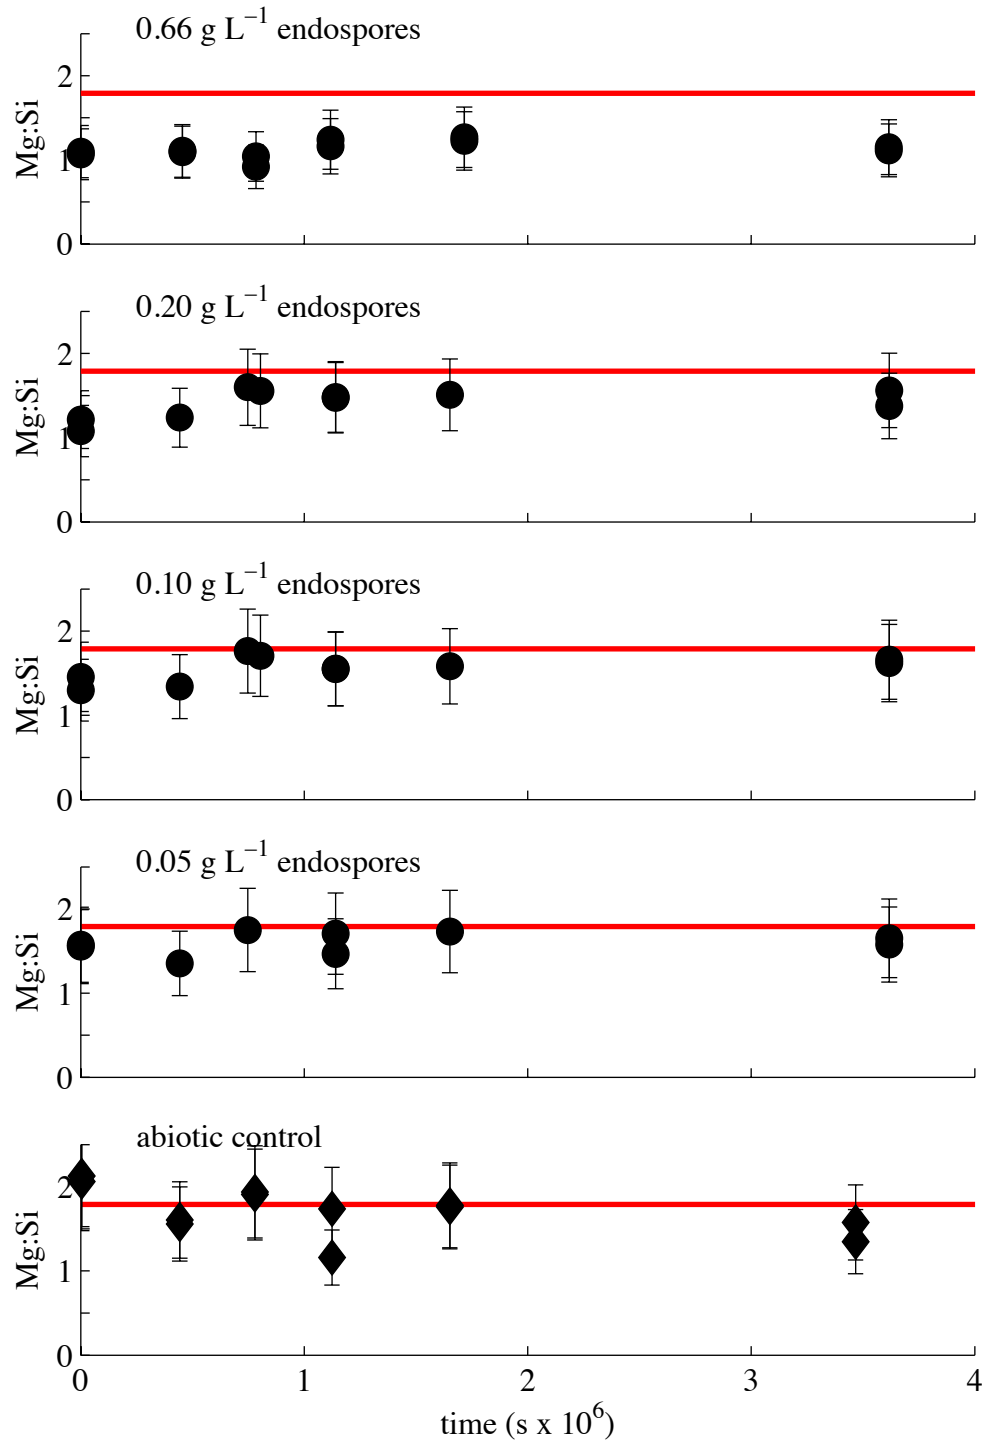 0.66 g L⁻¹ endospores
2
1
0
Mg:Si
0.20 g L⁻¹ endospores
2
1
0
Mg:Si
0.10 g L⁻¹ endospores
2
1
0
Mg:Si
0.05 g L⁻¹ endospores
2
1
0
Mg:Si
abiotic control
2
1
0
Mg:Si
0 1 2 3 4
time (s x 10⁶)